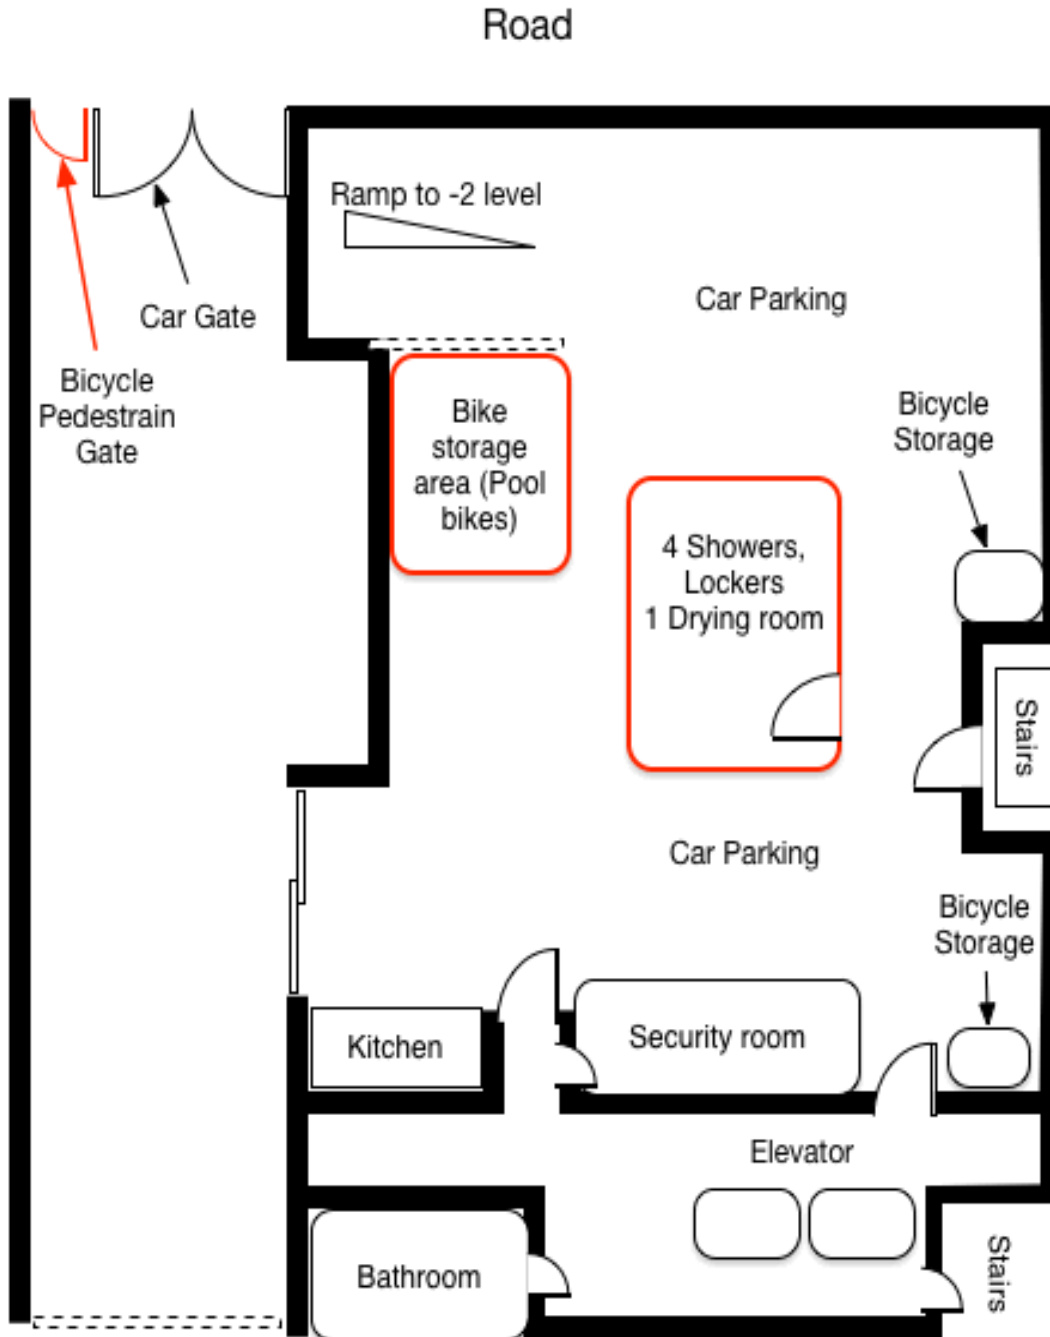 Road
Ramp to -2 level
Car Gate
Car Parking
Bicycle
Pedestrain
Gate
Bike
storage
area (Pool
bikes)
Bicycle
Storage
4 Showers,
Lockers
1 Drying room
Stairs
Car Parking
Bicycle
Storage
Kitchen
Security room
Elevator
Bathroom
Stairs